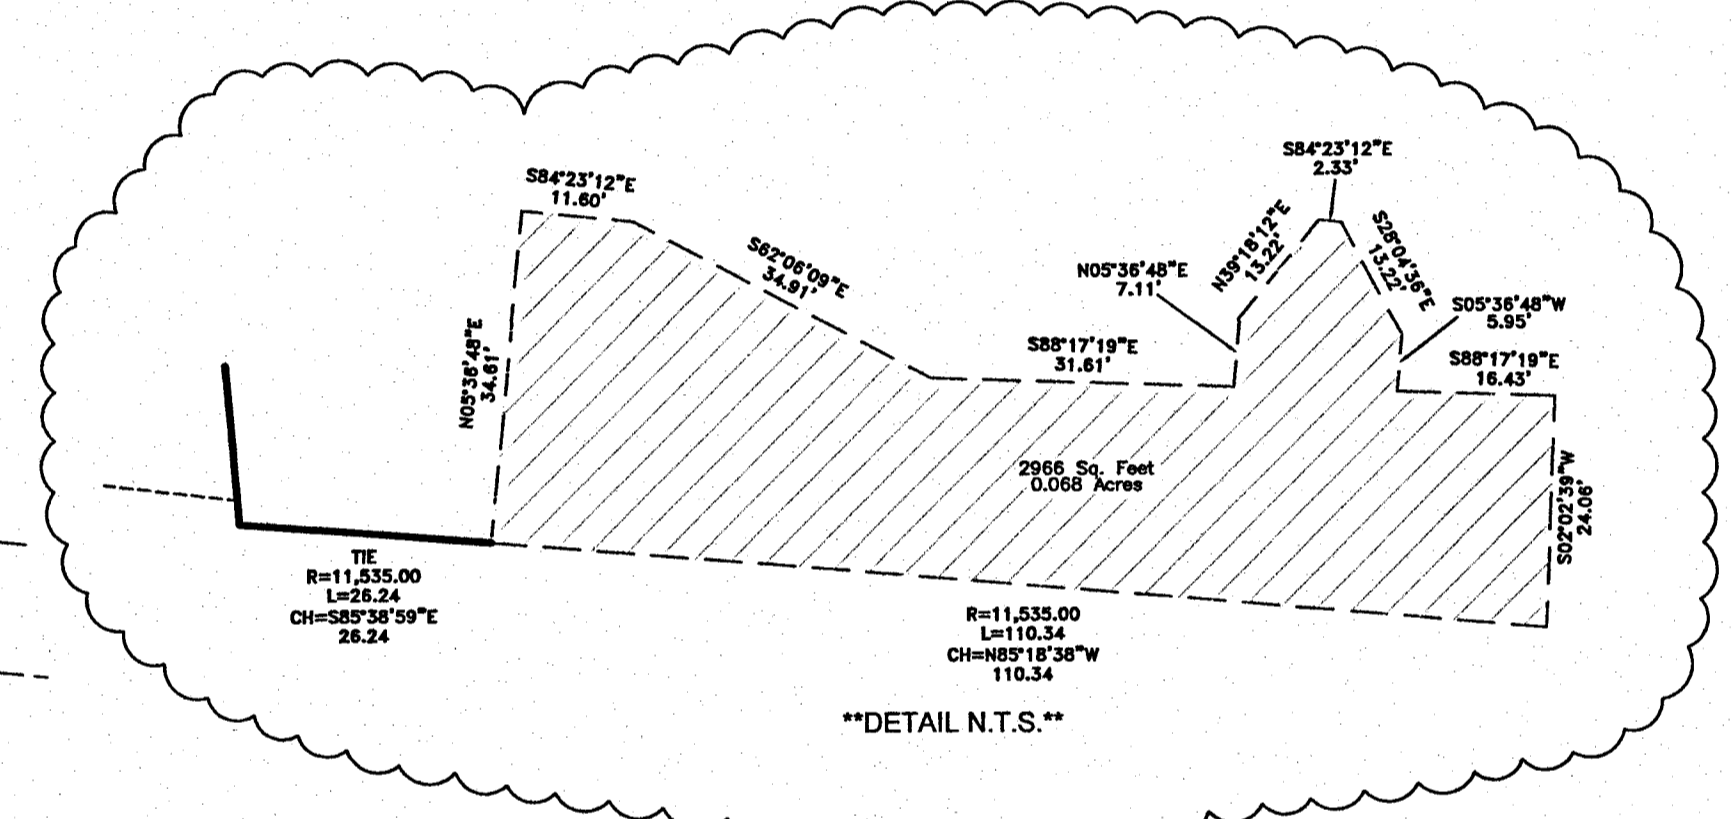 S84°23'12"E
2.33'
S84°23'12"E
11.60'
S62°06'09"E
34.91'
N39°18'12"E
13.22'
S28°04'36"E
13.22'
N05°36'48"E
7.11'
S05°36'48"W
5.95'
N05°36'48"E
34.61'
S88°17'19"E
31.61'
S88°17'19"E
16.43'
2966 Sq. Feet
0.068 Acres
S02°02'39"W
24.06'
TIE
R=11,535.00
L=26.24
CH=S85°38'59"E
26.24
R=11,535.00
L=110.34
CH=N85°18'38"W
110.34
**DETAIL N.T.S.**